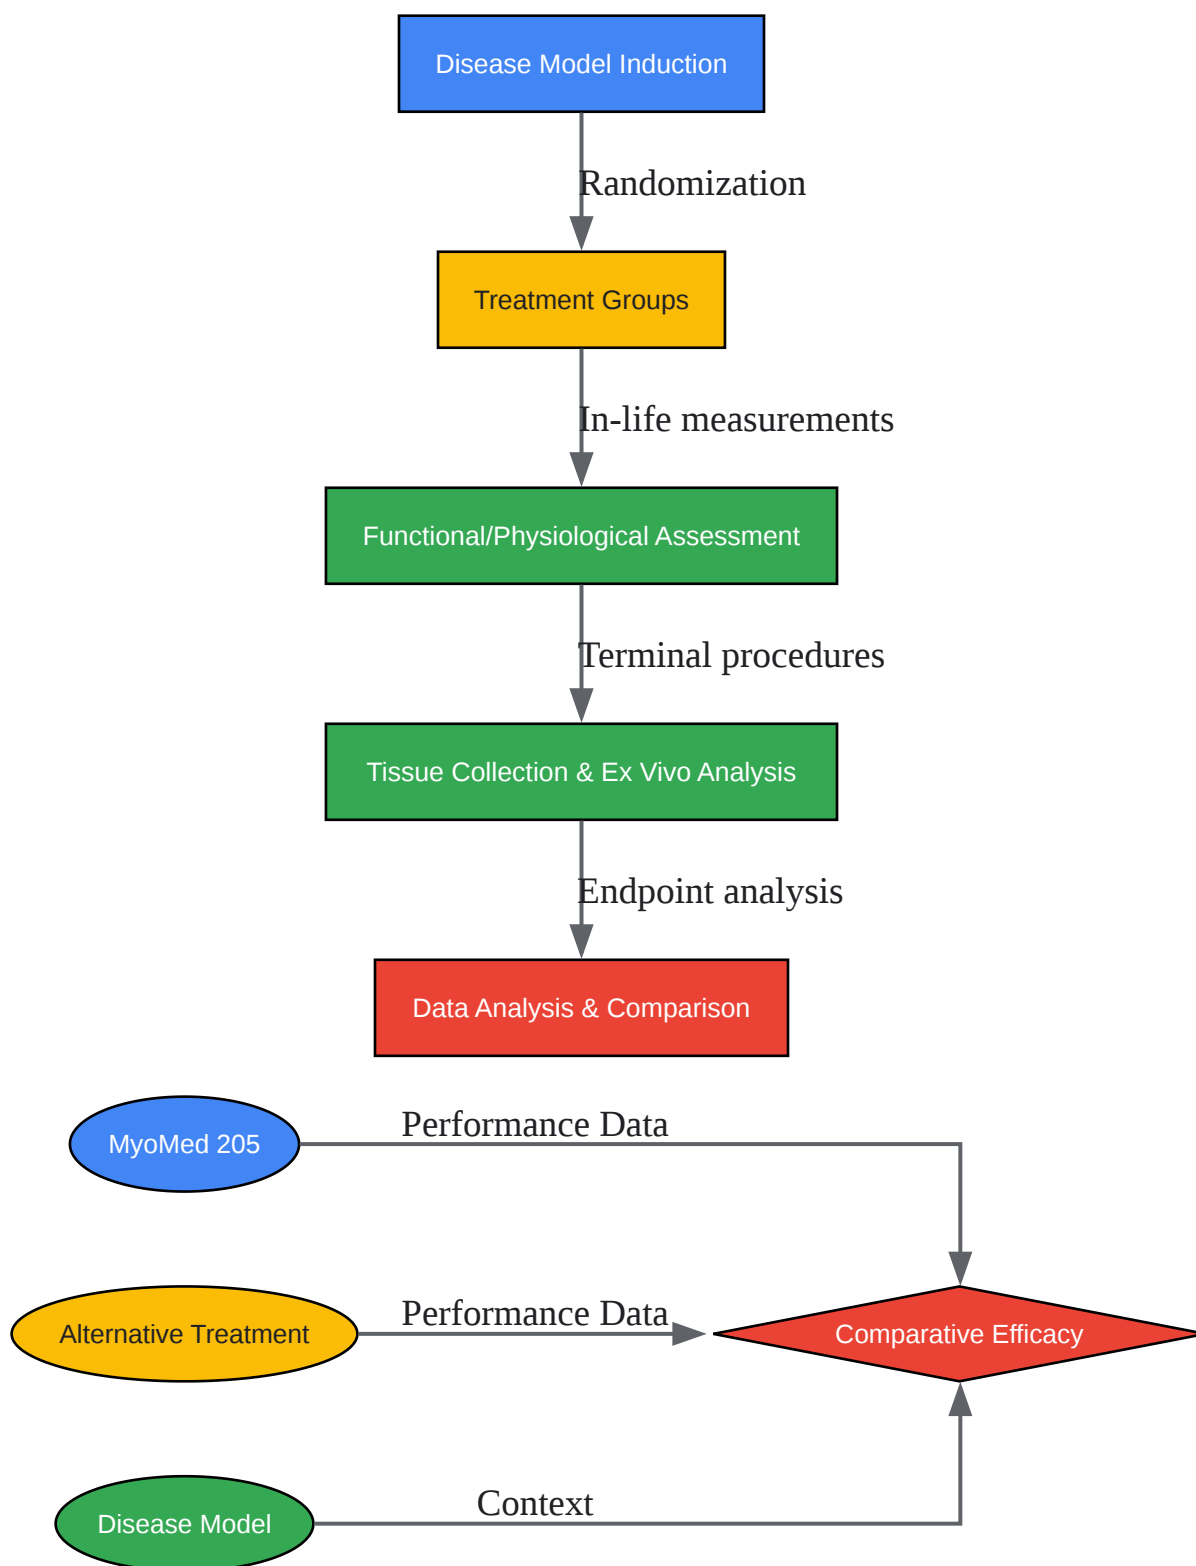 Disease Model Induction
Randomization
Treatment Groups
In-life measurements
Functional/Physiological Assessment
Terminal procedures
Tissue Collection & Ex Vivo Analysis
Endpoint analysis
Data Analysis & Comparison
Performance Data
MyoMed 205
Performance Data
Alternative Treatment
Comparative Efficacy
Context
Disease Model